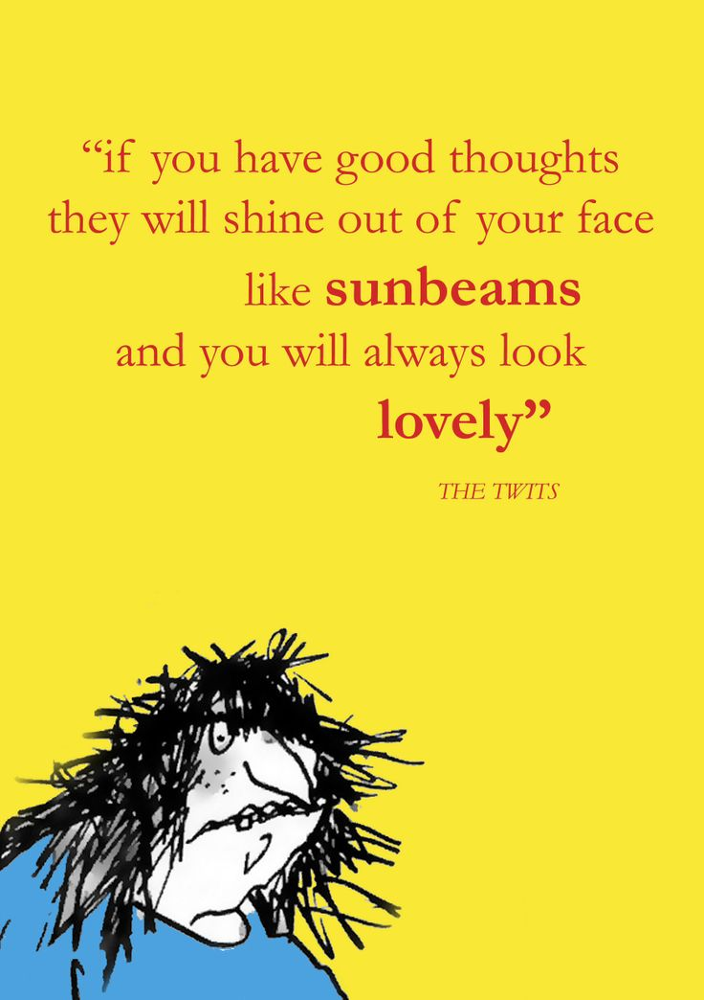 “if you have good thoughts
they will shine out of your face
like sunbeams
and you will always look
lovely”
THE TWITS